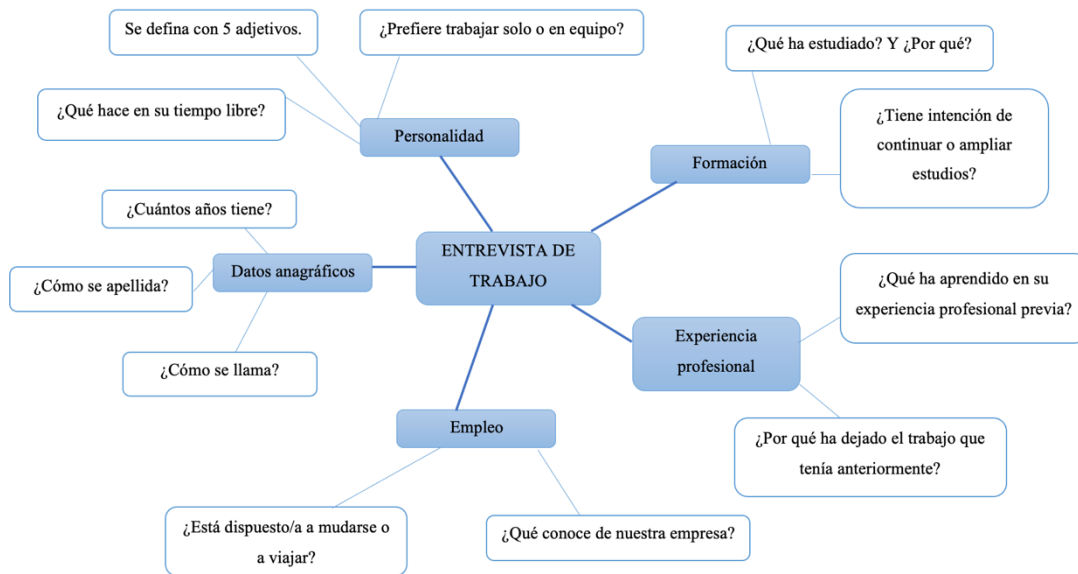 Se defina con 5 adjetivos.
¿Prefiere trabajar solo o en equipo?
¿Qué ha estudiado? Y ¿Por qué?
¿Qué hace en su tiempo libre?
Personalidad
Formación
¿Tiene intención de
continuar o ampliar
estudios?
¿Cuántos años tiene?
Datos anagráficos
¿Cómo se apellida?
¿Cómo se llama?
ENTREVISTA DE
TRABAJO
¿Qué ha aprendido en su
experiencia profesional previa?
Experiencia
profesional
¿Por qué ha dejado el trabajo que
tenía anteriormente?
Empleo
¿Está dispuesto/a a mudarse o
a viajar?
¿Qué conoce de nuestra empresa?